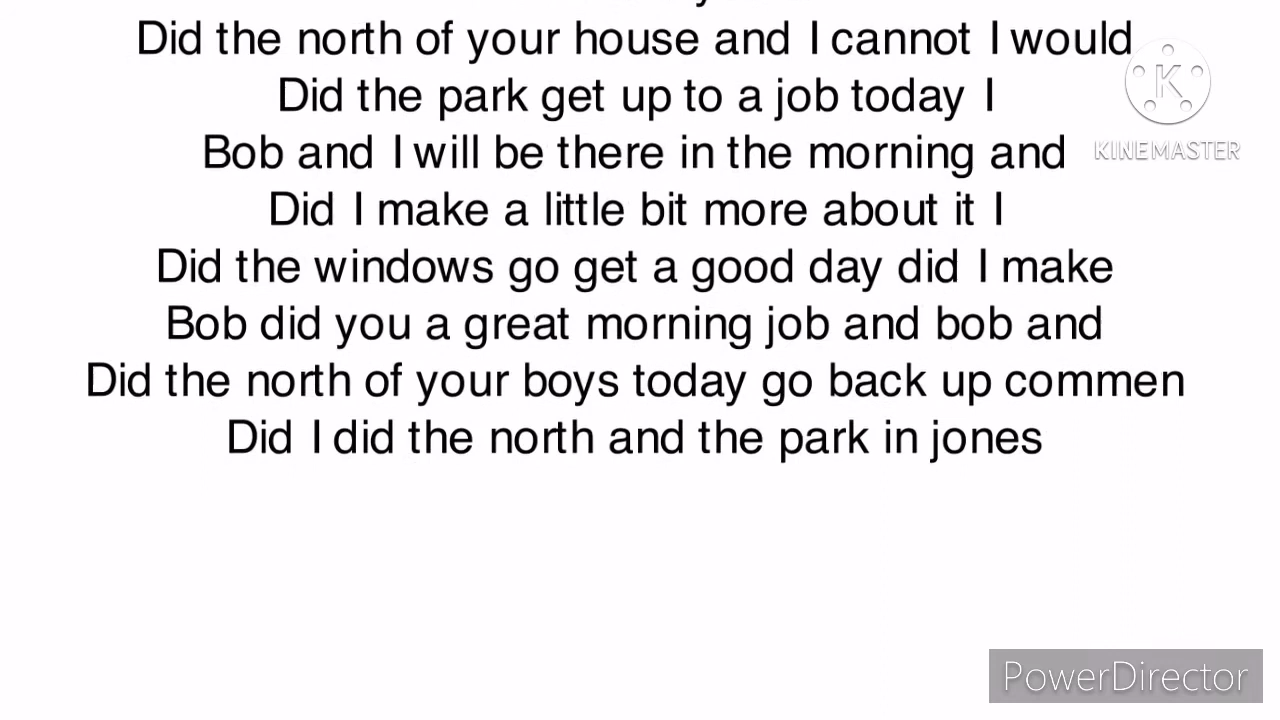 Did the north of your house and I cannot I would
Did the park get up to a job today I
Bob and I will be there in the morning and
Did I make a little bit more about it I
Did the windows go get a good day did I make
Bob did you a great morning job and bob and
Did the north of your boys today go back up commen
Did I did the north and the park in jones
K
KINEMASTER
PowerDirector